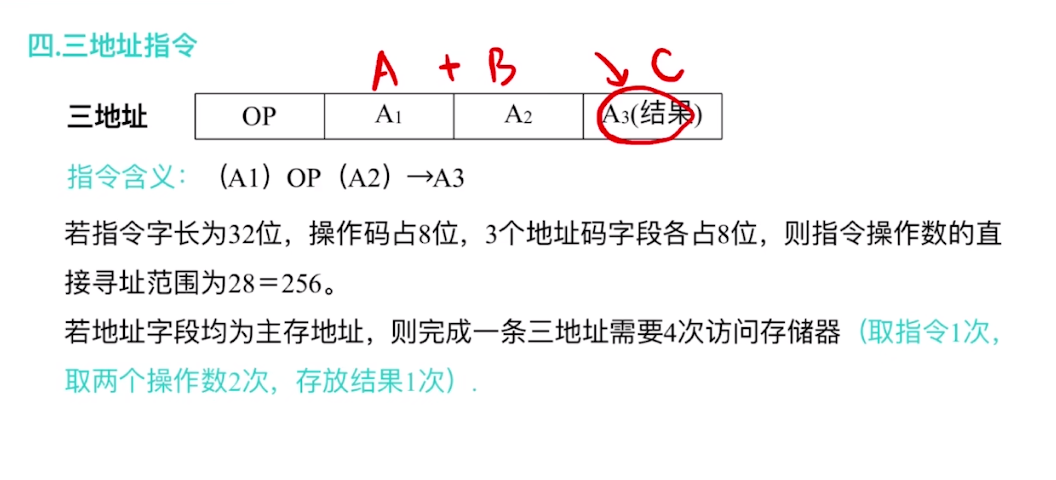 四.三地址指令
A + B ↘ C
三地址 OP A1 A2 A3(结果)
指令含义：（A1）OP（A2）→A3
若指令字长为32位，操作码占8位，3个地址码字段各占8位，则指令操作数的直
接寻址范围为28＝256。
若地址字段均为主存地址，则完成一条三地址需要4次访问存储器（取指令1次，
取两个操作数2次，存放结果1次）.